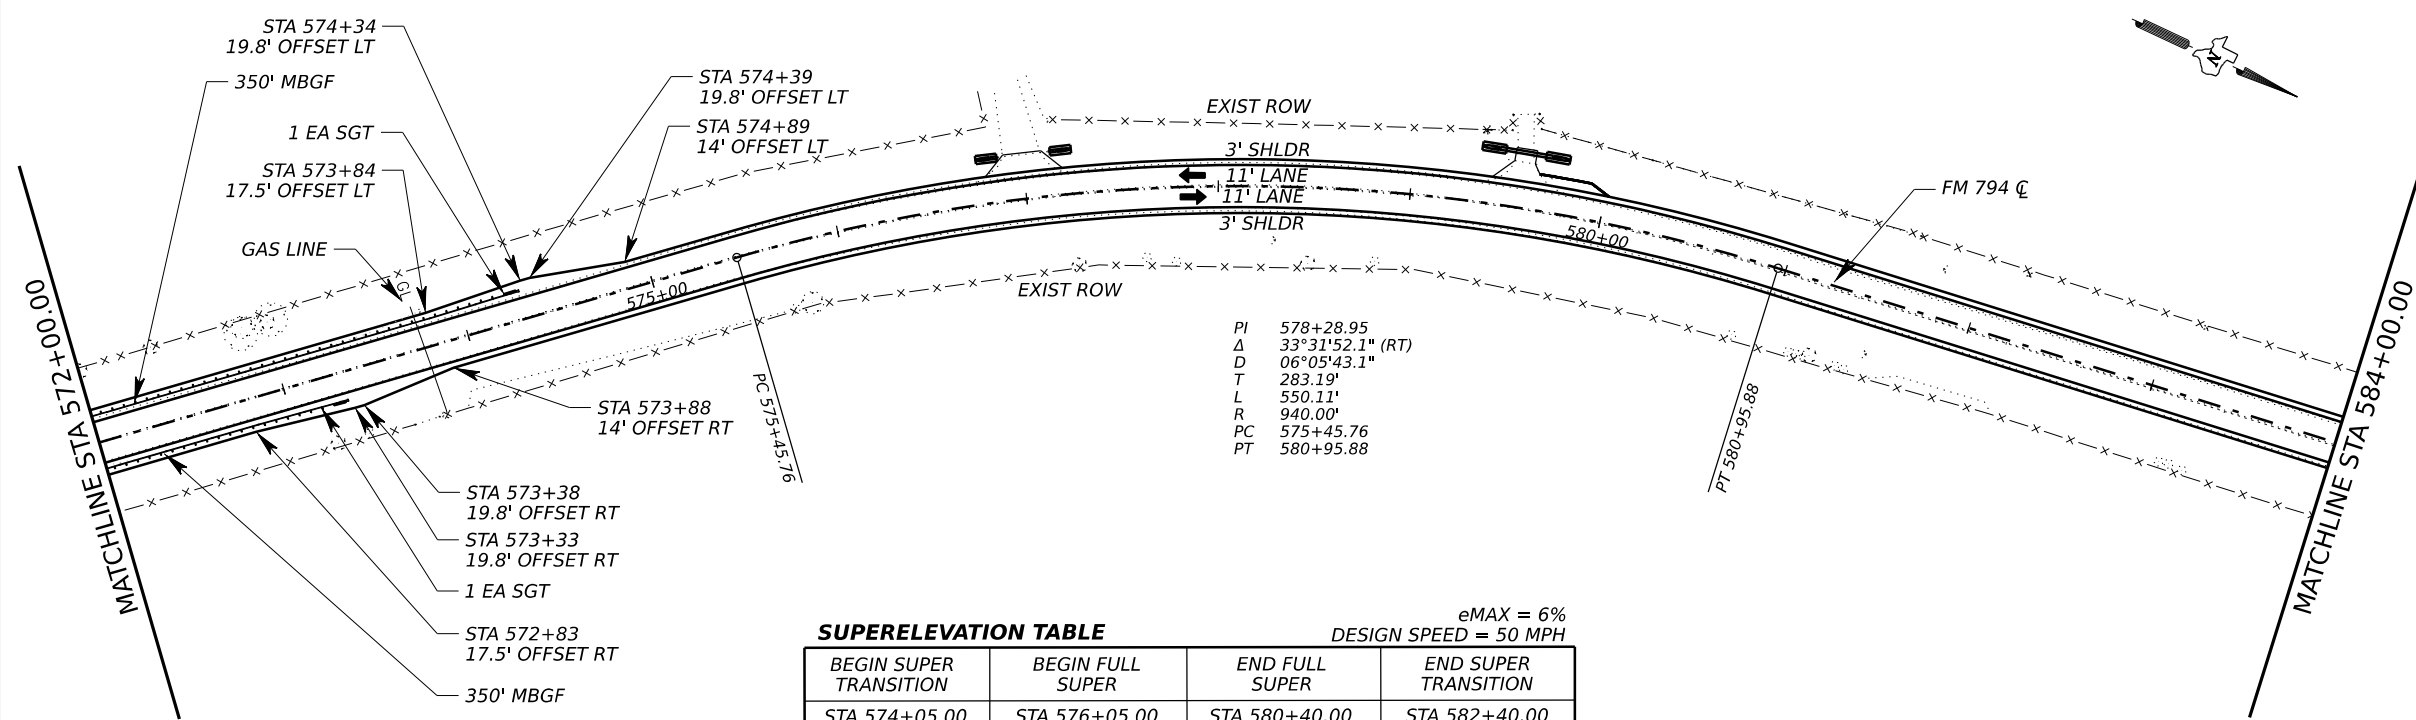 STA 574+34
19.8' OFFSET LT
350' MBGF
1 EA SGT
STA 573+84
17.5' OFFSET LT
GAS LINE
GL
STA 574+39
19.8' OFFSET LT
STA 574+89
14' OFFSET LT
EXIST ROW
3' SHLDR
11' LANE
11' LANE
3' SHLDR
EXIST ROW
575+00
580+00
FM 794 ℄
N
MATCHLINE STA 572+00.00
MATCHLINE STA 584+00.00
PC 575+45.76
PT 580+95.88
PI 578+28.95
Δ 33°31'52.1" (RT)
D 06°05'43.1"
T 283.19'
L 550.11'
R 940.00'
PC 575+45.76
PT 580+95.88
STA 573+88
14' OFFSET RT
STA 573+38
19.8' OFFSET RT
STA 573+33
19.8' OFFSET RT
1 EA SGT
STA 572+83
17.5' OFFSET RT
350' MBGF
eMAX = 6%
SUPERELEVATION TABLE DESIGN SPEED = 50 MPH
BEGIN SUPER TRANSITION
BEGIN FULL SUPER
END FULL SUPER
END SUPER TRANSITION
STA 574+05.00 STA 576+05.00 STA 580+40.00 STA 582+40.00